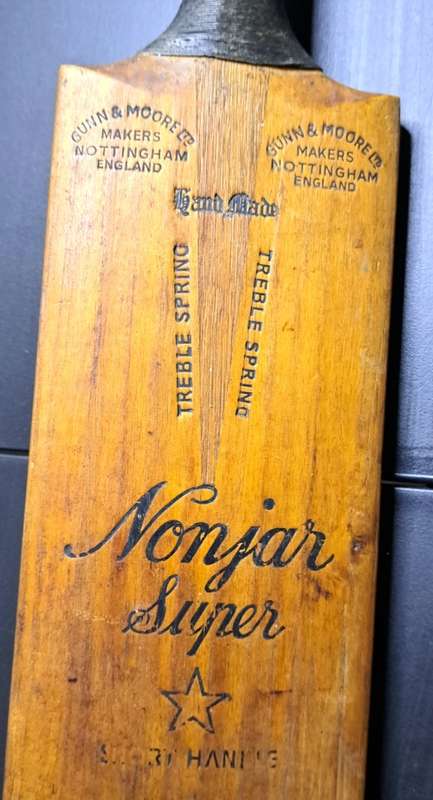 GUNN & MOORE LTD
MAKERS
NOTTINGHAM
ENGLAND
GUNN & MOORE LTD
MAKERS
NOTTINGHAM
ENGLAND
Hand Made
TREBLE SPRING
TREBLE SPRING
Nonjar
Super